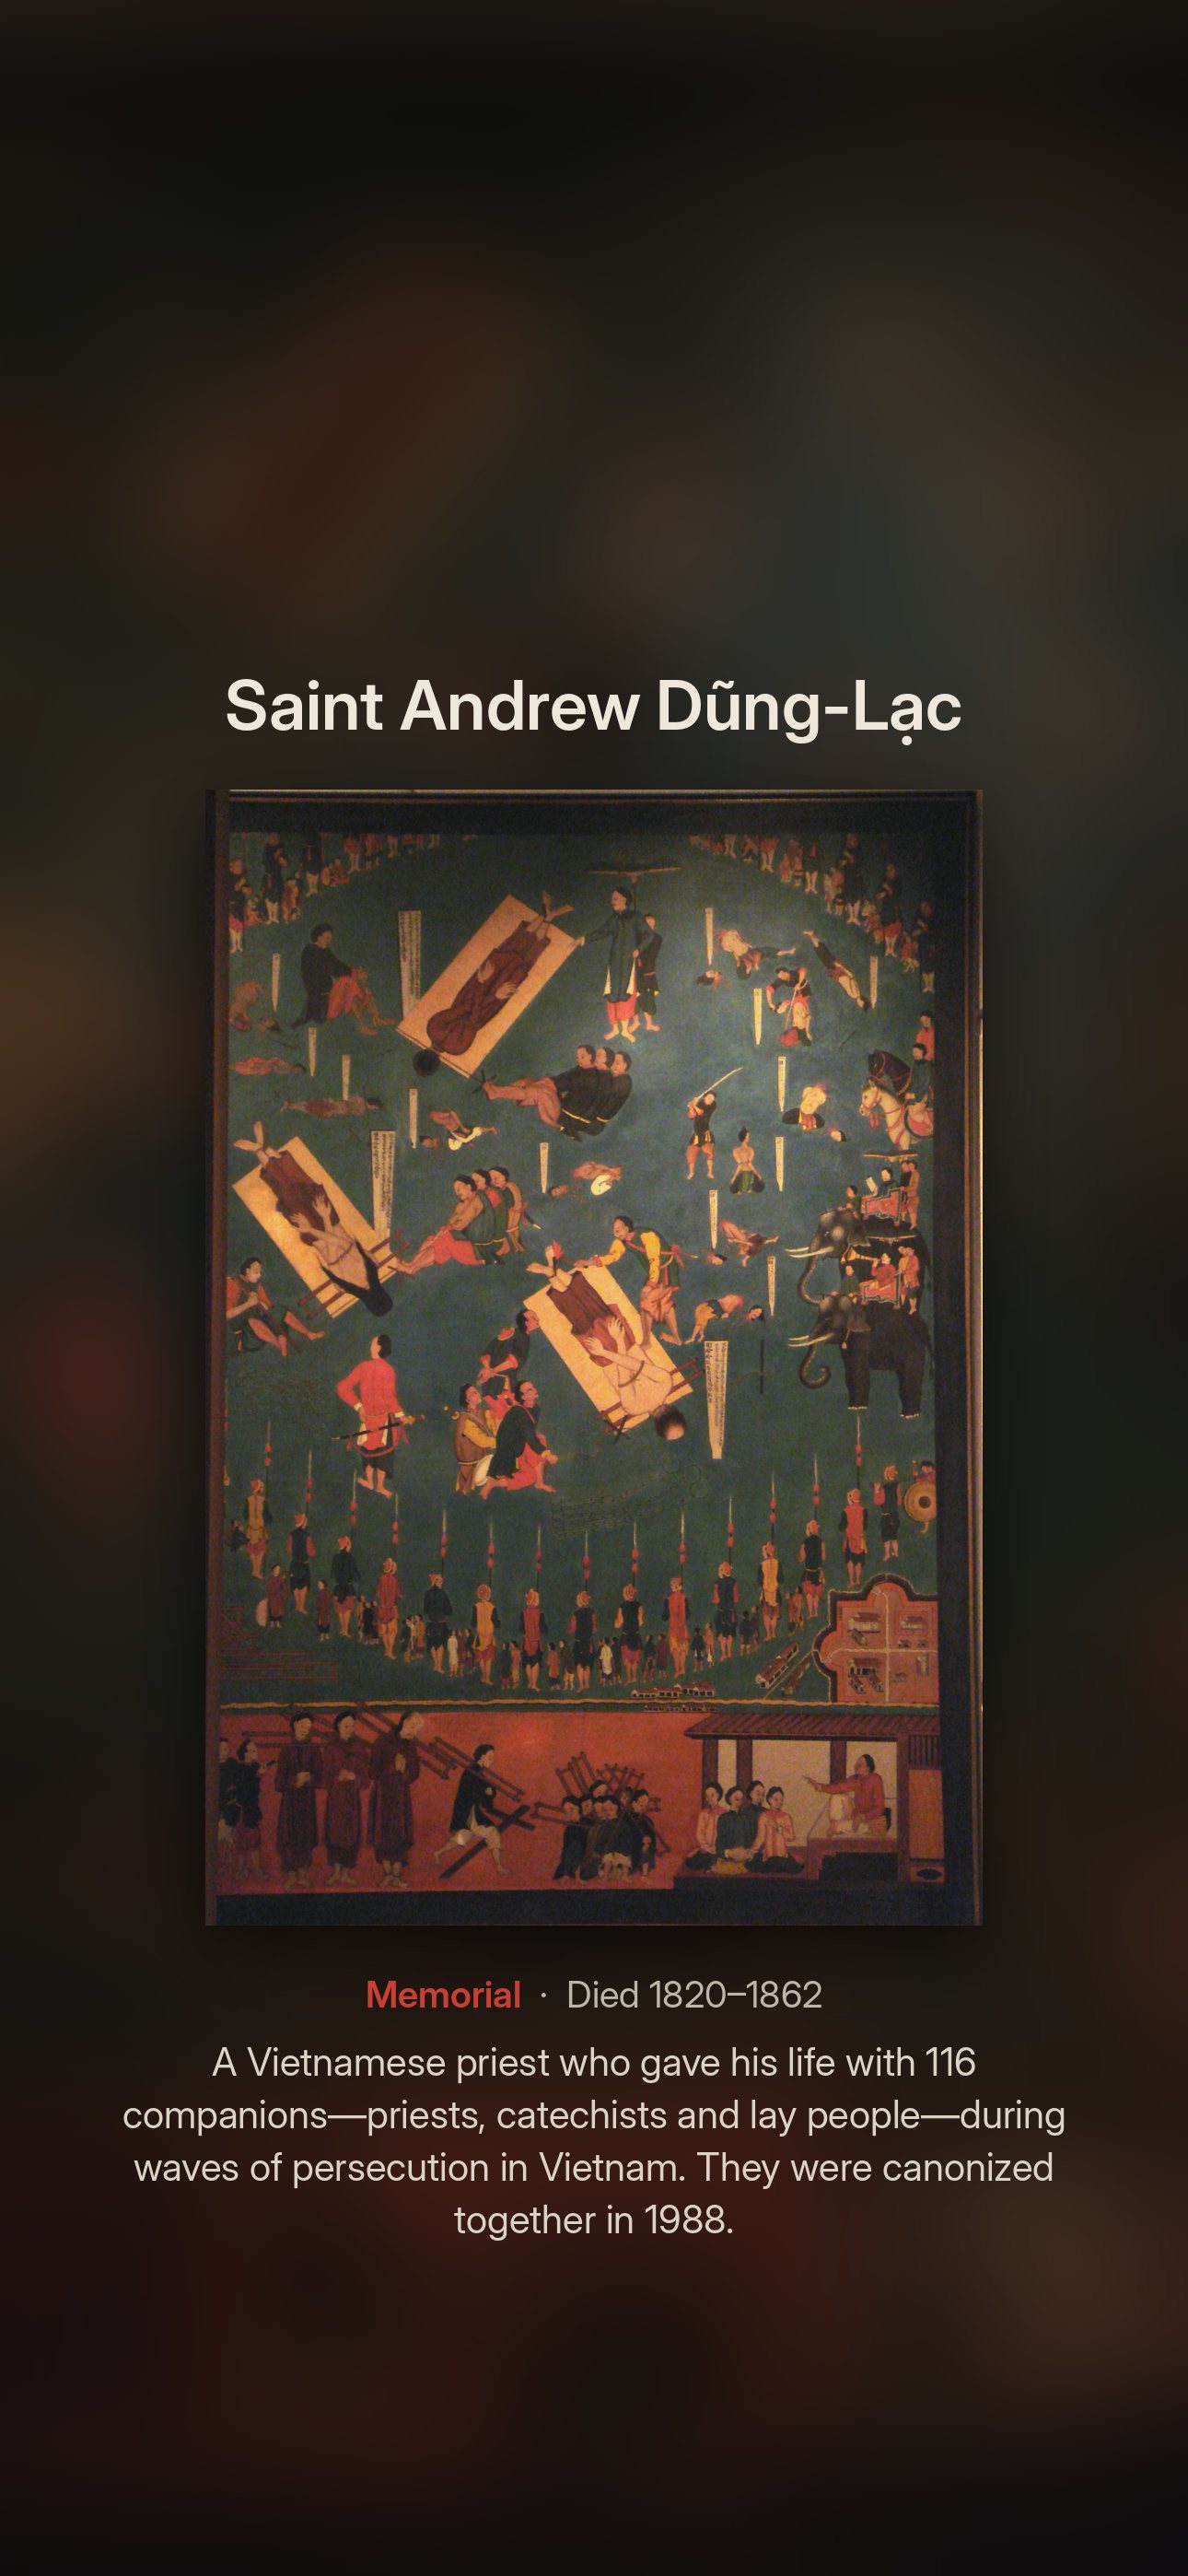 Saint Andrew Dũng-Lạc
Memorial · Died 1820–1862
A Vietnamese priest who gave his life with 116
companions—priests, catechists and lay people—during
waves of persecution in Vietnam. They were canonized
together in 1988.